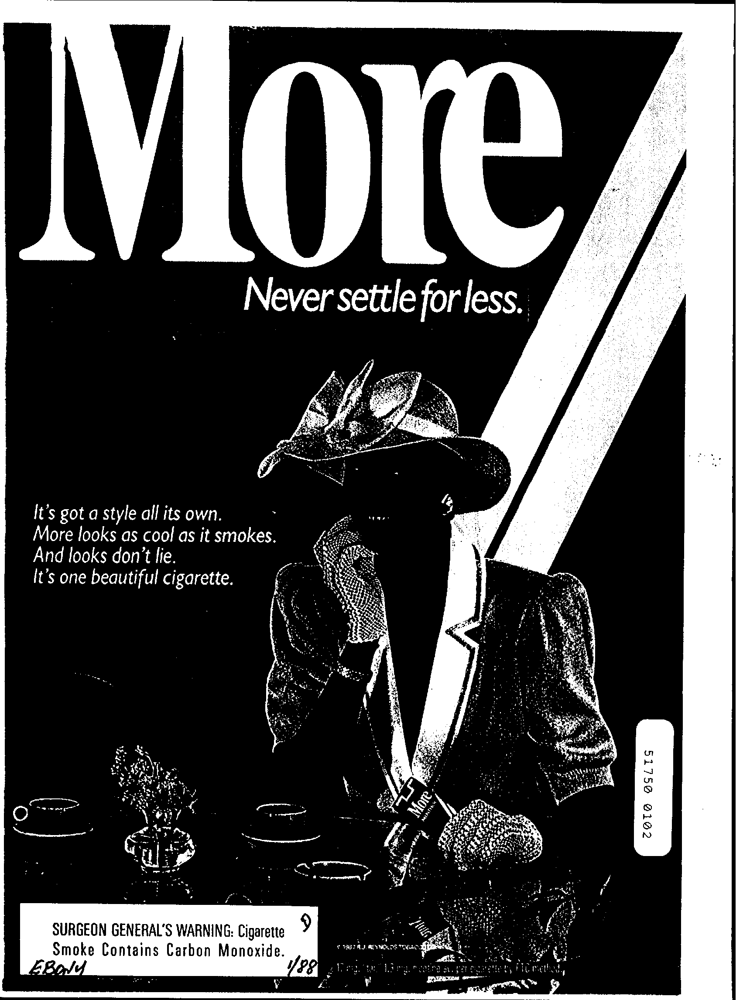 More
Never settle for less.
It's got a style all its own.
More looks as cool as it smokes.
And looks don't lie.
It's one beautiful cigarette.
More
51750 0102
SURGEON GENERAL'S WARNING: Cigarette
Smoke Contains Carbon Monoxide.
EBONY 1/88